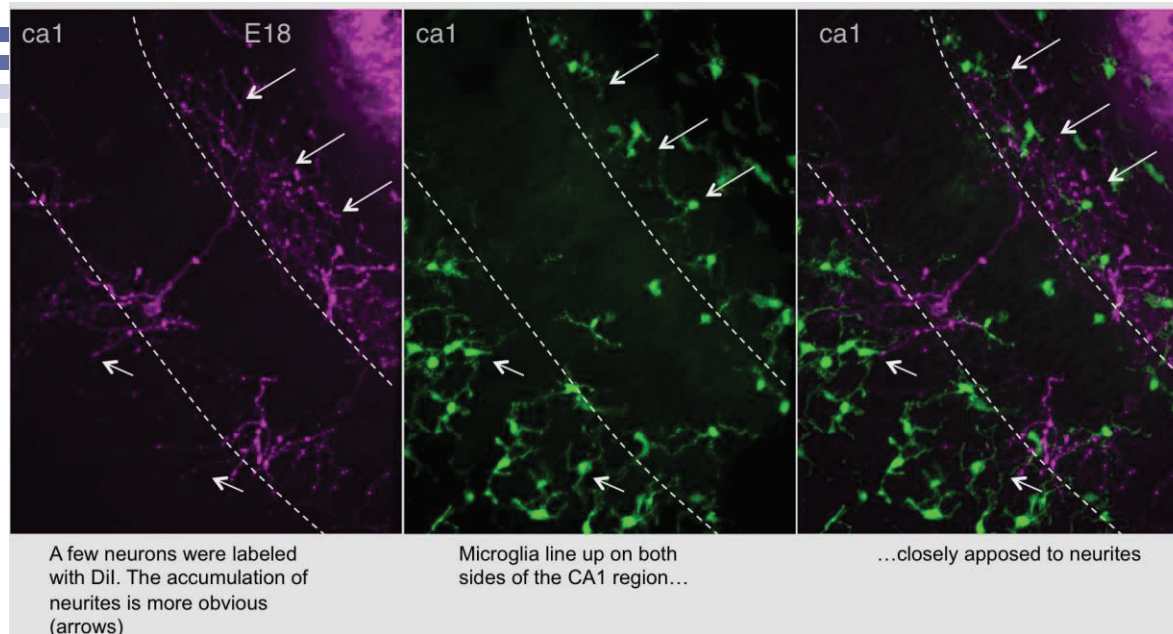 ca1 E18
ca1
ca1
A few neurons were labeled
with DiI. The accumulation of
neurites is more obvious
(arrows)
Microglia line up on both
sides of the CA1 region…
…closely apposed to neurites